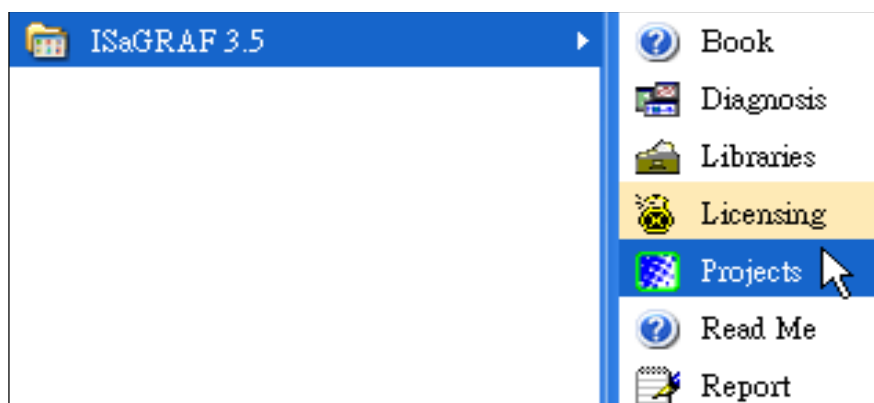 ISaGRAF 3.5
Book
Diagnosis
Libraries
Licensing
Projects
Read Me
Report